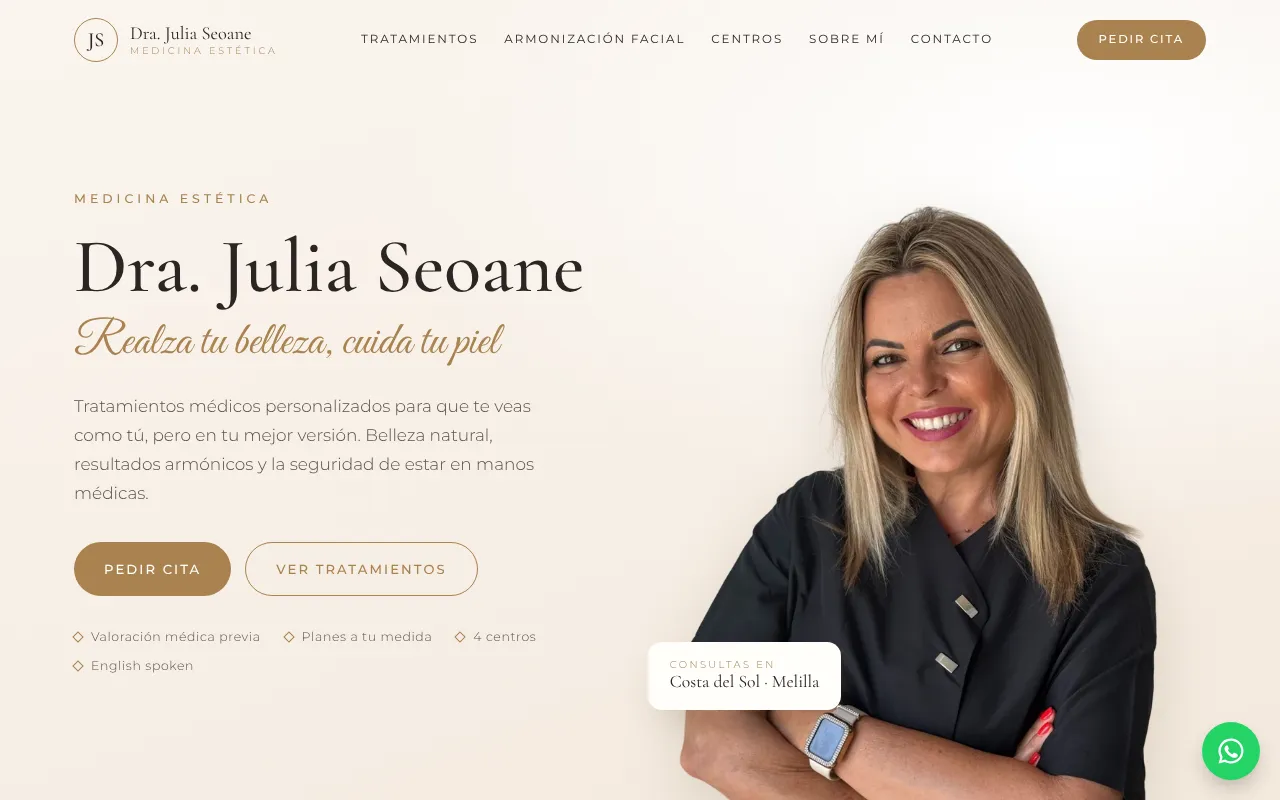 JS
Dra. Julia Seoane
MEDICINA ESTÉTICA
TRATAMIENTOS
ARMONIZACIÓN FACIAL
CENTROS
SOBRE MÍ
CONTACTO
PEDIR CITA
MEDICINA ESTÉTICA
Dra. Julia Seoane
Realza tu belleza, cuida tu piel
Tratamientos médicos personalizados para que te veas
como tú, pero en tu mejor versión. Belleza natural,
resultados armónicos y la seguridad de estar en manos
médicas.
PEDIR CITA
VER TRATAMIENTOS
Valoración médica previa
Planes a tu medida
4 centros
English spoken
CONSULTAS EN
Costa del Sol · Melilla